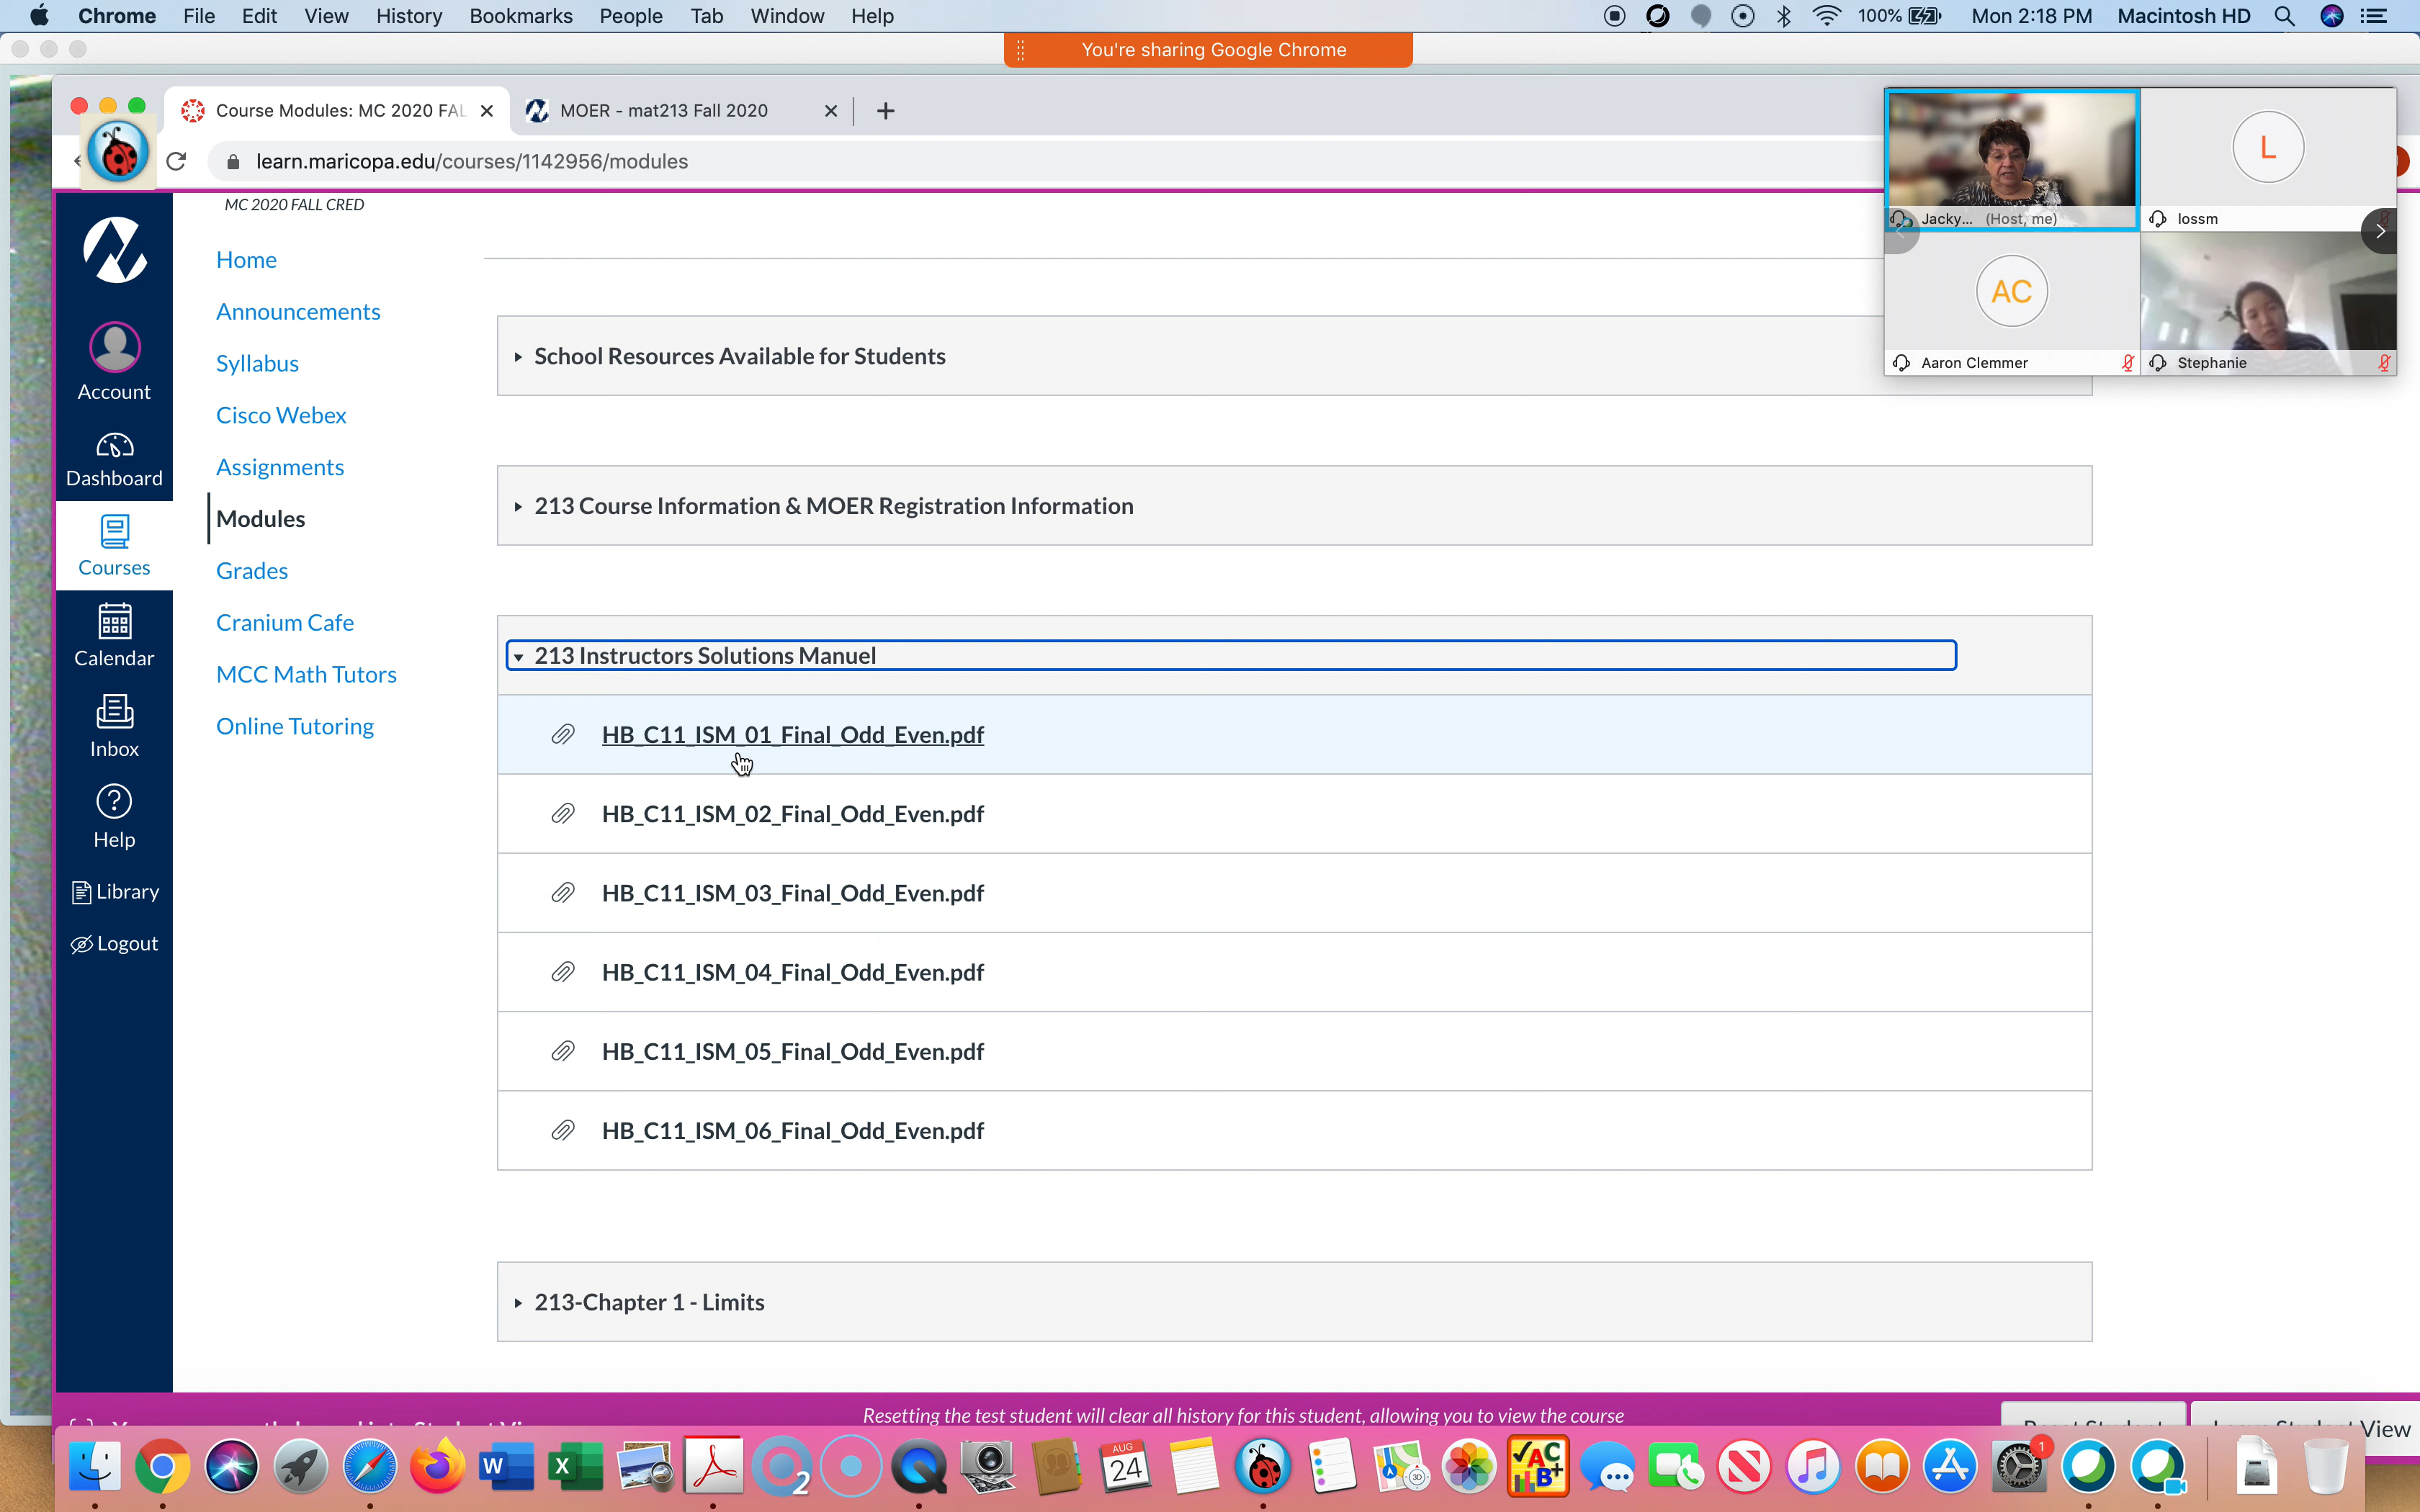 Chrome File Edit View History Bookmarks People Tab Window Help 100% Mon 2:18 PM Macintosh HD
You're sharing Google Chrome
Course Modules: MC 2020 FAL MOER - mat213 Fall 2020
learn.maricopa.edu/courses/1142956/modules
L
Jacky... (Host, me) lossm
AC
Aaron Clemmer Stephanie
Account
Dashboard
Courses
Calendar
Inbox
Help
Library
Logout
MC 2020 FALL CRED
Home
Announcements
Syllabus
Cisco Webex
Assignments
Modules
Grades
Cranium Cafe
MCC Math Tutors
Online Tutoring
School Resources Available for Students
213 Course Information & MOER Registration Information
213 Instructors Solutions Manuel
HB_C11_ISM_01_Final_Odd_Even.pdf
HB_C11_ISM_02_Final_Odd_Even.pdf
HB_C11_ISM_03_Final_Odd_Even.pdf
HB_C11_ISM_04_Final_Odd_Even.pdf
HB_C11_ISM_05_Final_Odd_Even.pdf
HB_C11_ISM_06_Final_Odd_Even.pdf
213-Chapter 1 - Limits
Resetting the test student will clear all history for this student, allowing you to view the course
View
W X 2 AUG 24 3D AC B+ 1